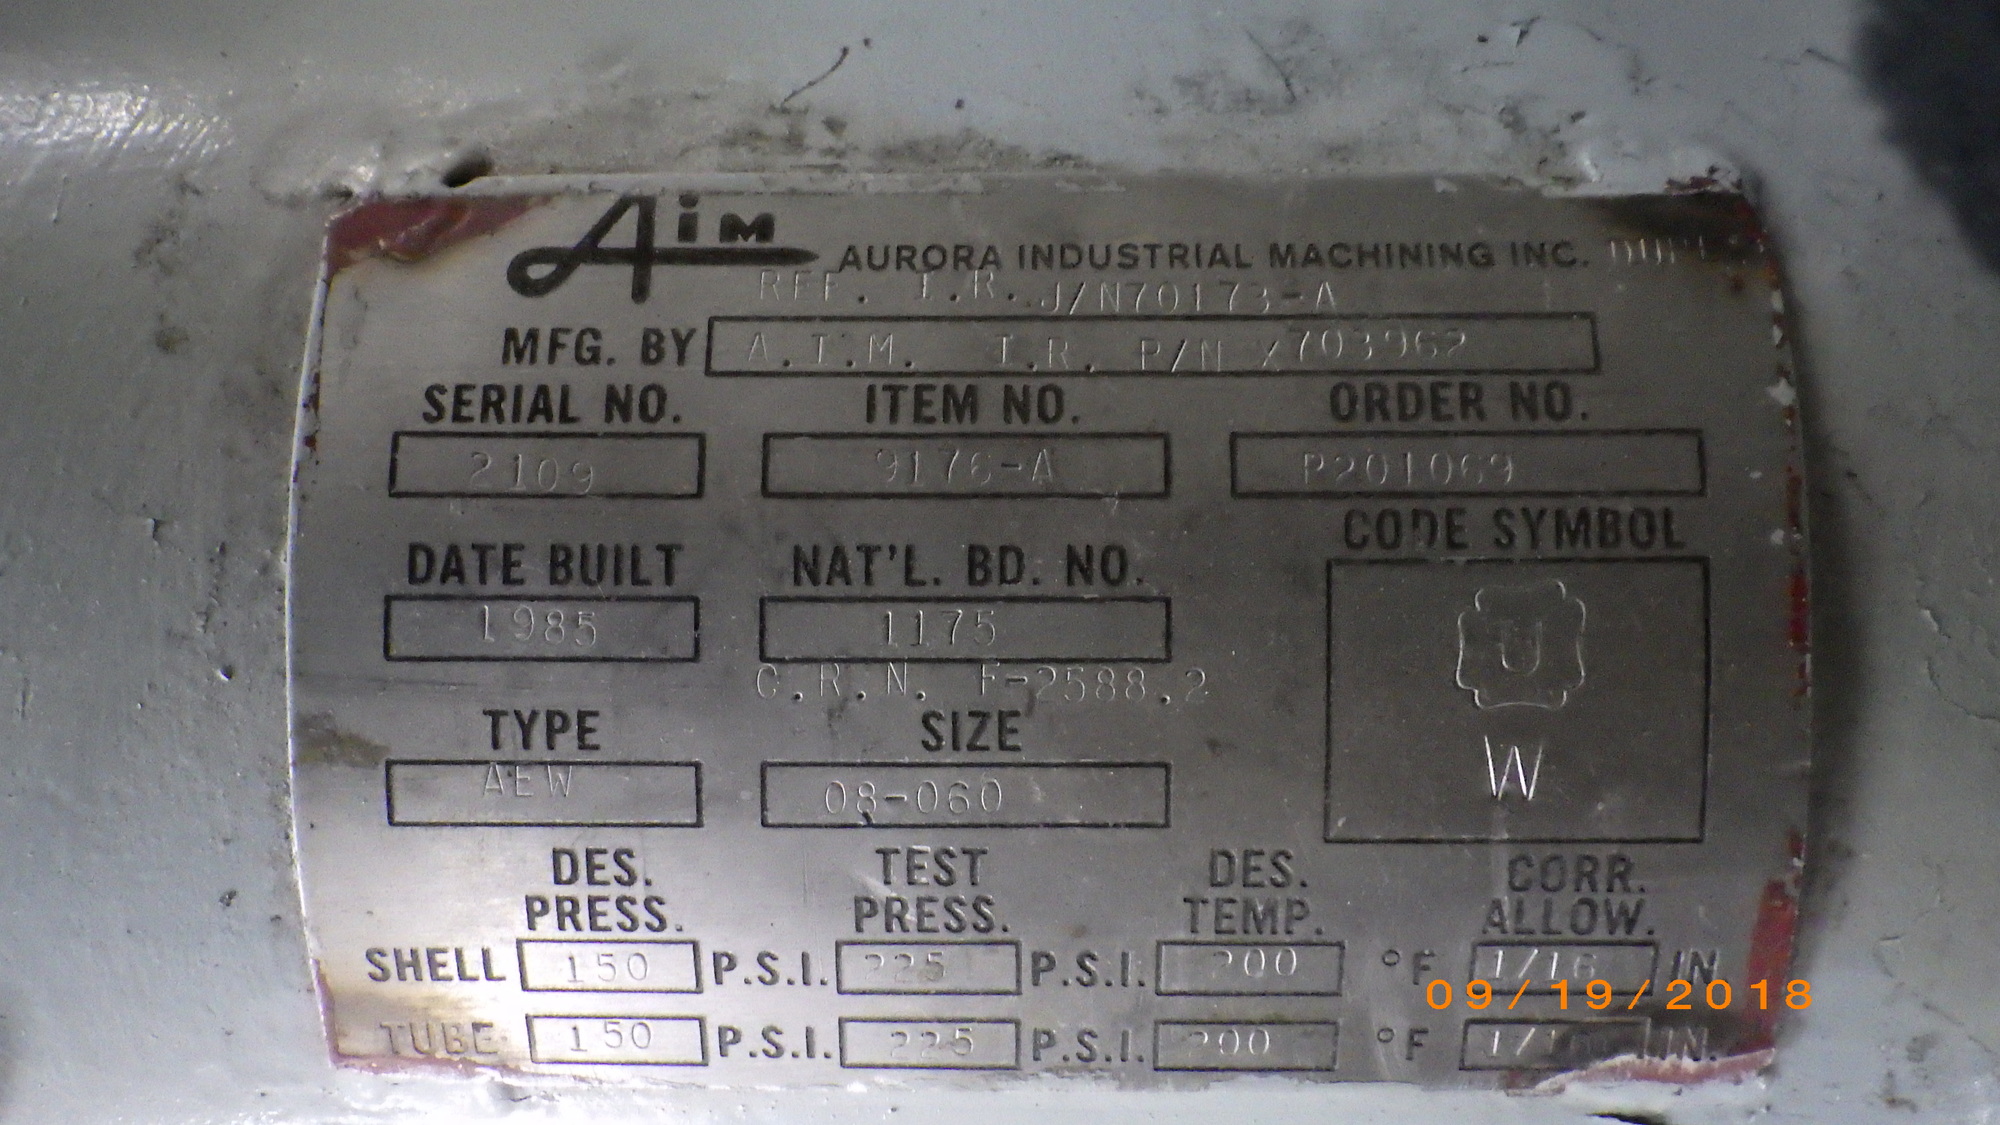 AiM AURORA INDUSTRIAL MACHINING INC.
REF. I.R. J/N70173-A
MFG. BY A.I.M. I.R. P/N X703962
SERIAL NO. ITEM NO. ORDER NO.
2109 9176-A P201069
CODE SYMBOL
DATE BUILT NAT'L. BD. NO.
1985 1175
U
C.R.N. F-2588.2
TYPE SIZE
W
AEW 08-060
DES. TEST DES. CORR.
PRESS. PRESS. TEMP. ALLOW.
SHELL 150 P.S.I. 225 P.S.I. 200 °F 1/16 IN
09/19/2018
TUBE 150 P.S.I. 225 P.S.I. 200 °F 1/16 IN.